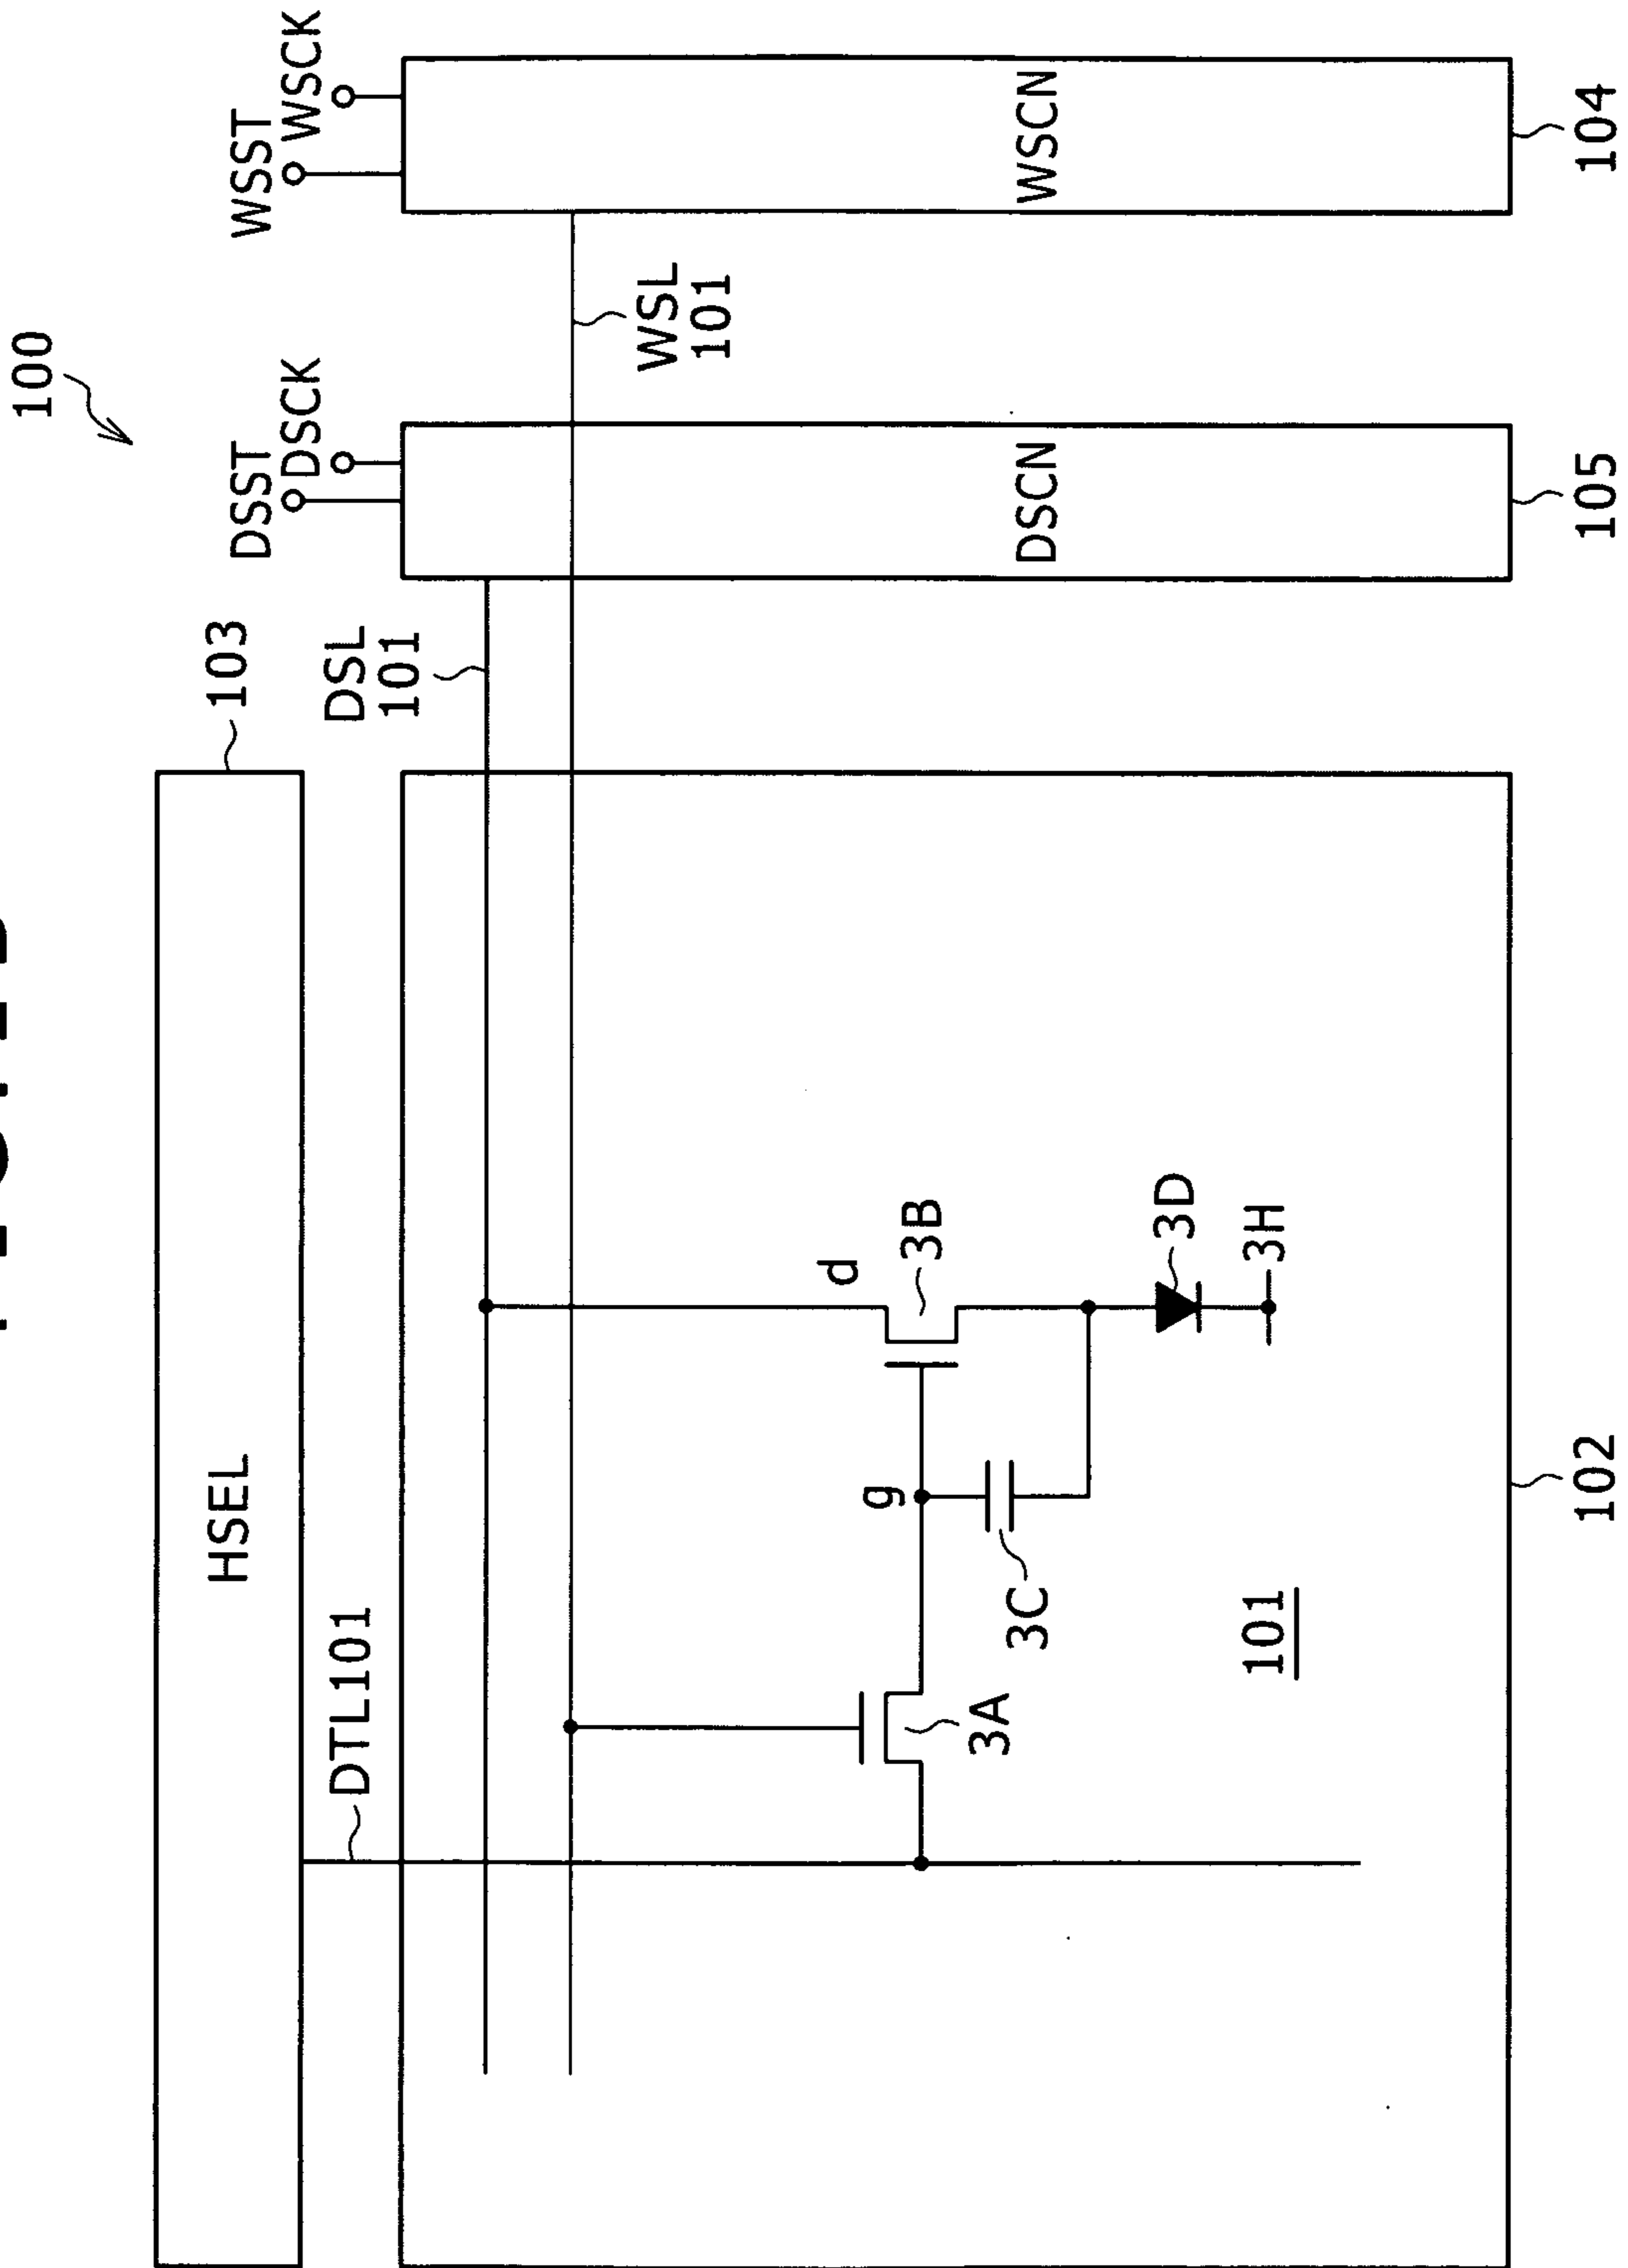 100
WSST
WSCK
DSST
DSCK
103
DSL
101
WSL
101
HSEL
DTL101
WSCN
DSCN
d
g
3B
3A
3C
3D
3H
101
102
105
104